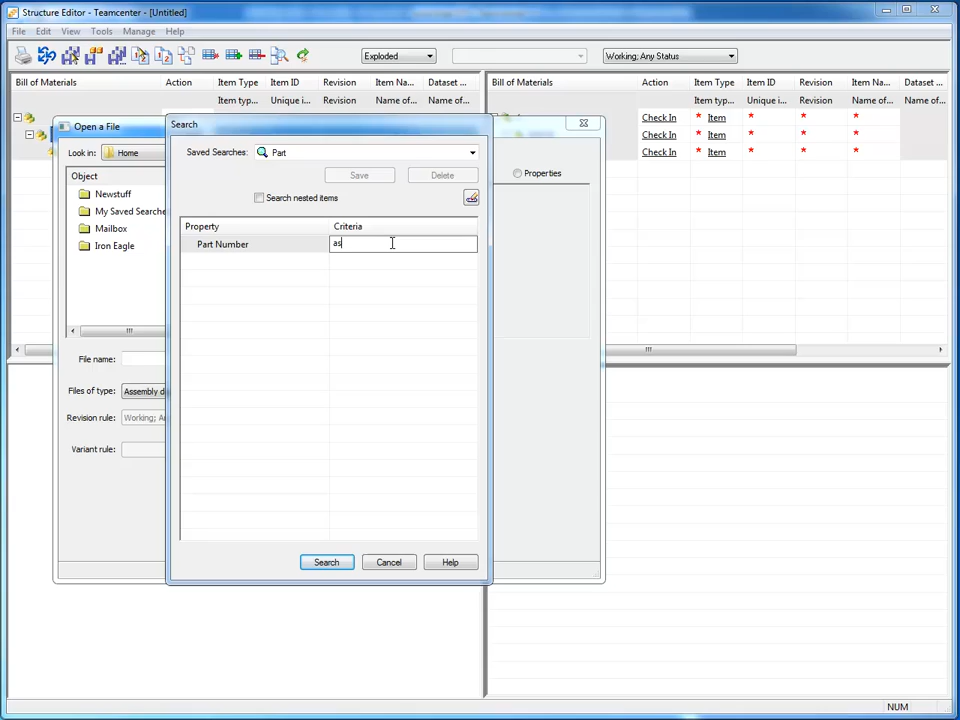 Structure Editor - Teamcenter - [Untitled]
File Edit View Tools Manage Help
Exploded
Working; Any Status
Bill of Materials Action Item Type Item ID Revision Item Na... Dataset ...
Item typ... Unique i... Revision Name of... Name of...
Bill of Materials Action Item Type Item ID Revision Item Na... Dataset ...
Item typ... Unique i... Revision Name of... Name of...
Check In * Item * * *
Check In * Item * * *
Check In * Item * * *
Open a File
Look in: Home
Object
Newstuff
My Saved Searche
Mailbox
Iron Eagle
File name:
Files of type: Assembly d
Revision rule: Working; A
Variant rule:
Properties
Search
Saved Searches: Part
Save Delete
Search nested items
Property Criteria
Part Number as
Search Cancel Help
NUM